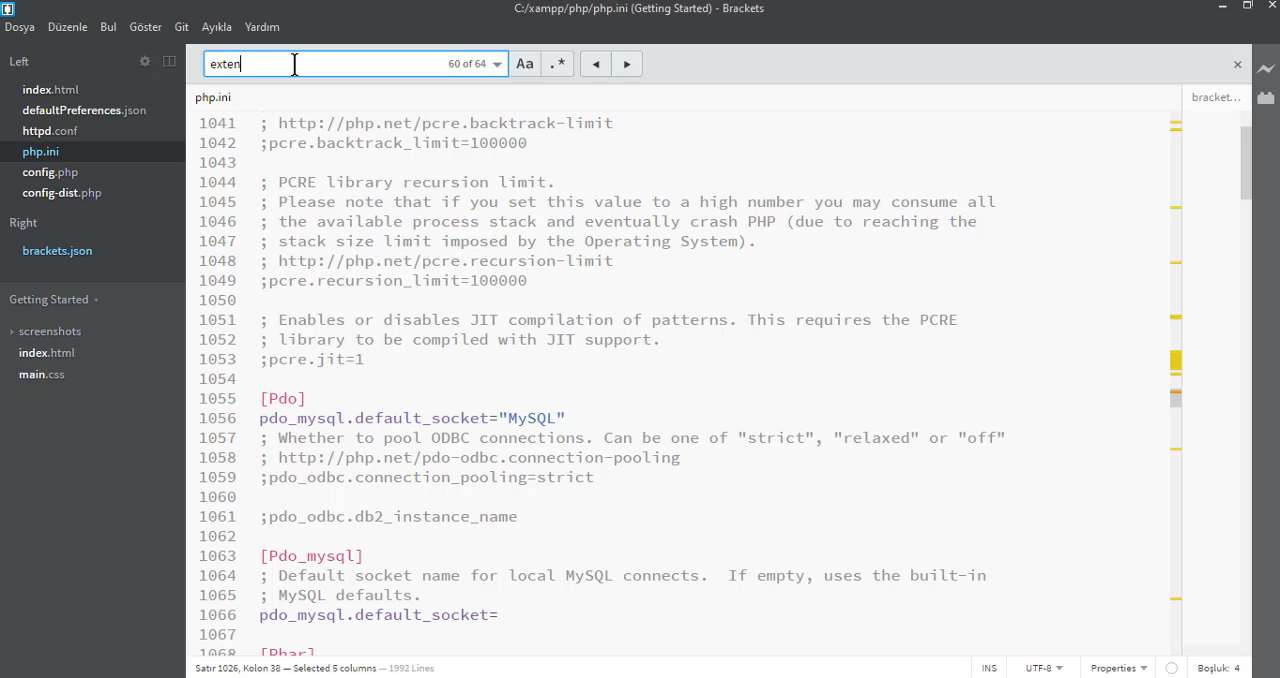 C:/xampp/php/php.ini (Getting Started) - Brackets
Dosya Düzenle Bul Göster Git Ayıkla Yardım
Left
index.html
defaultPreferences.json
httpd.conf
php.ini
config.php
config-dist.php
Right
brackets.json
Getting Started
screenshots
index.html
main.css
exten 60 of 64 Aa .*
php.ini
bracket...
1041 ; http://php.net/pcre.backtrack-limit
1042 ;pcre.backtrack_limit=100000
1043
1044 ; PCRE library recursion limit.
1045 ; Please note that if you set this value to a high number you may consume all
1046 ; the available process stack and eventually crash PHP (due to reaching the
1047 ; stack size limit imposed by the Operating System).
1048 ; http://php.net/pcre.recursion-limit
1049 ;pcre.recursion_limit=100000
1050
1051 ; Enables or disables JIT compilation of patterns. This requires the PCRE
1052 ; library to be compiled with JIT support.
1053 ;pcre.jit=1
1054
1055 [Pdo]
1056 pdo_mysql.default_socket="MySQL"
1057 ; Whether to pool ODBC connections. Can be one of "strict", "relaxed" or "off"
1058 ; http://php.net/pdo-odbc.connection-pooling
1059 ;pdo_odbc.connection_pooling=strict
1060
1061 ;pdo_odbc.db2_instance_name
1062
1063 [Pdo_mysql]
1064 ; Default socket name for local MySQL connects.  If empty, uses the built-in
1065 ; MySQL defaults.
1066 pdo_mysql.default_socket=
1067
1068 [Phar]
Satır 1026, Kolon 38 — Selected 5 columns — 1992 Lines
INS UTF-8 Properties Boşluk: 4